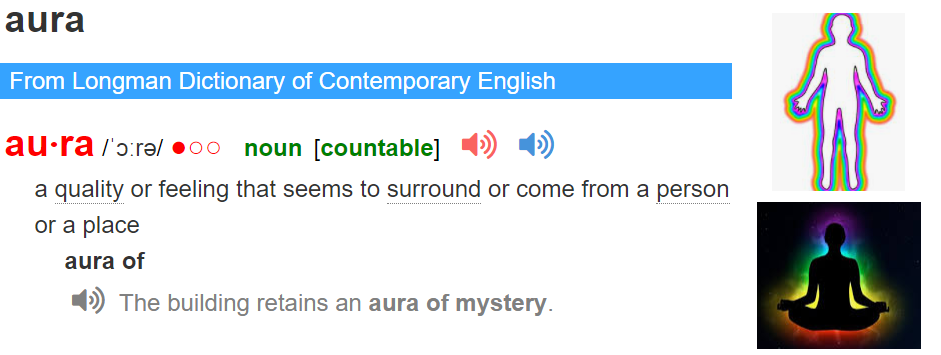 aura
From Longman Dictionary of Contemporary English
au·ra /ˈɔːrə/ ●○○ noun [countable]
a quality or feeling that seems to surround or come from a person
or a place
aura of
The building retains an aura of mystery.